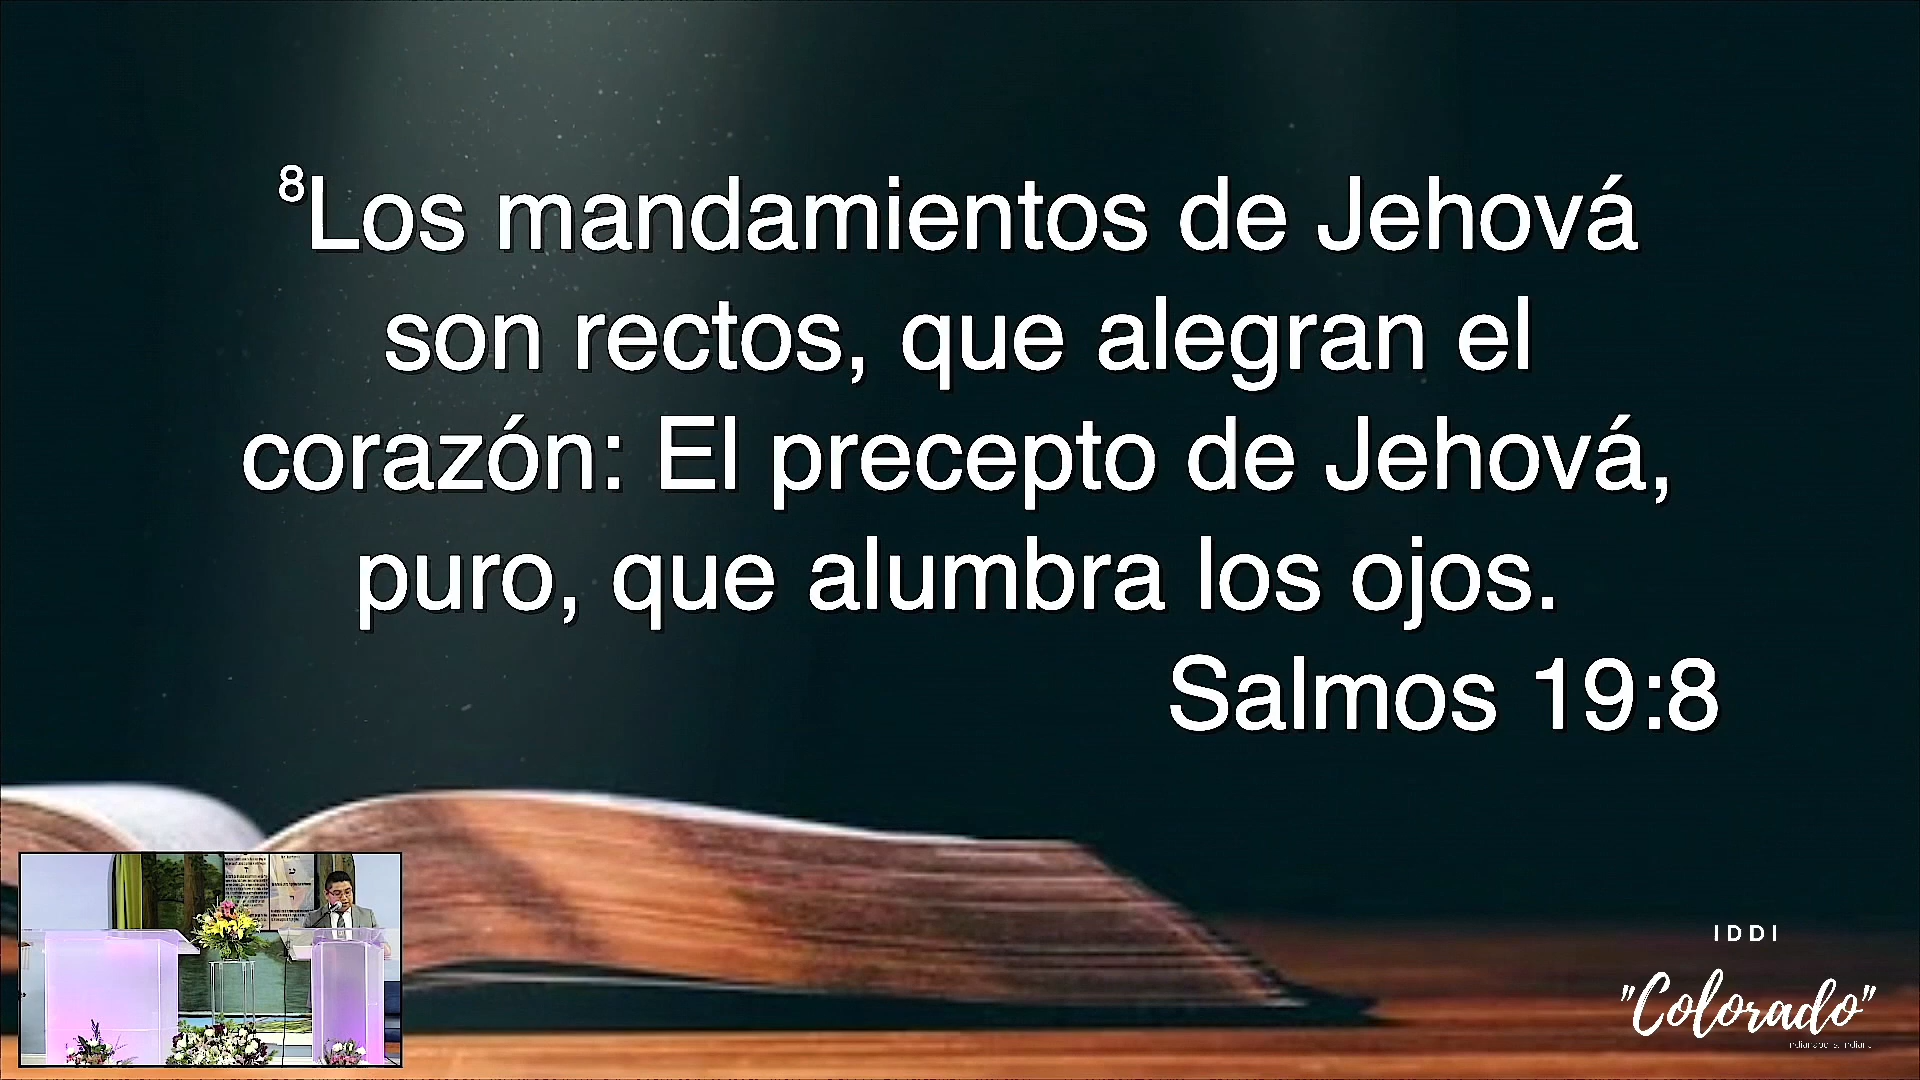 ⁸Los mandamientos de Jehová
son rectos, que alegran el
corazón: El precepto de Jehová,
puro, que alumbra los ojos.
Salmos 19:8
IDDI
"Colorado"